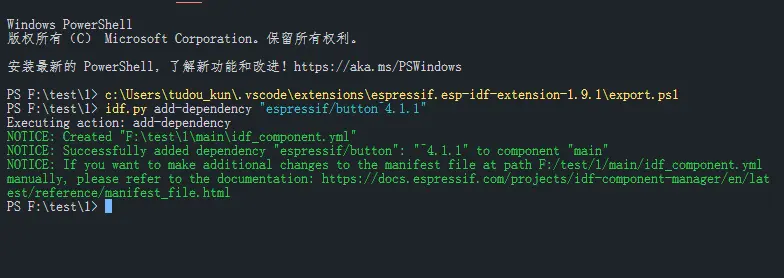 Windows PowerShell
版权所有（C） Microsoft Corporation。保留所有权利。
安装最新的 PowerShell，了解新功能和改进！https://aka.ms/PSWindows
PS F:\test\1> c:\Users\tudou_kun\.vscode\extensions\espressif.esp-idf-extension-1.9.1\export.ps1
PS F:\test\1> idf.py add-dependency "espressif/button^4.1.1"
Executing action: add-dependency
NOTICE: Created "F:\test\1\main\idf_component.yml"
NOTICE: Successfully added dependency "espressif/button": "^4.1.1" to component "main"
NOTICE: If you want to make additional changes to the manifest file at path F:/test/1/main/idf_component.yml
manually, please refer to the documentation: https://docs.espressif.com/projects/idf-component-manager/en/lat
est/reference/manifest_file.html
PS F:\test\1>